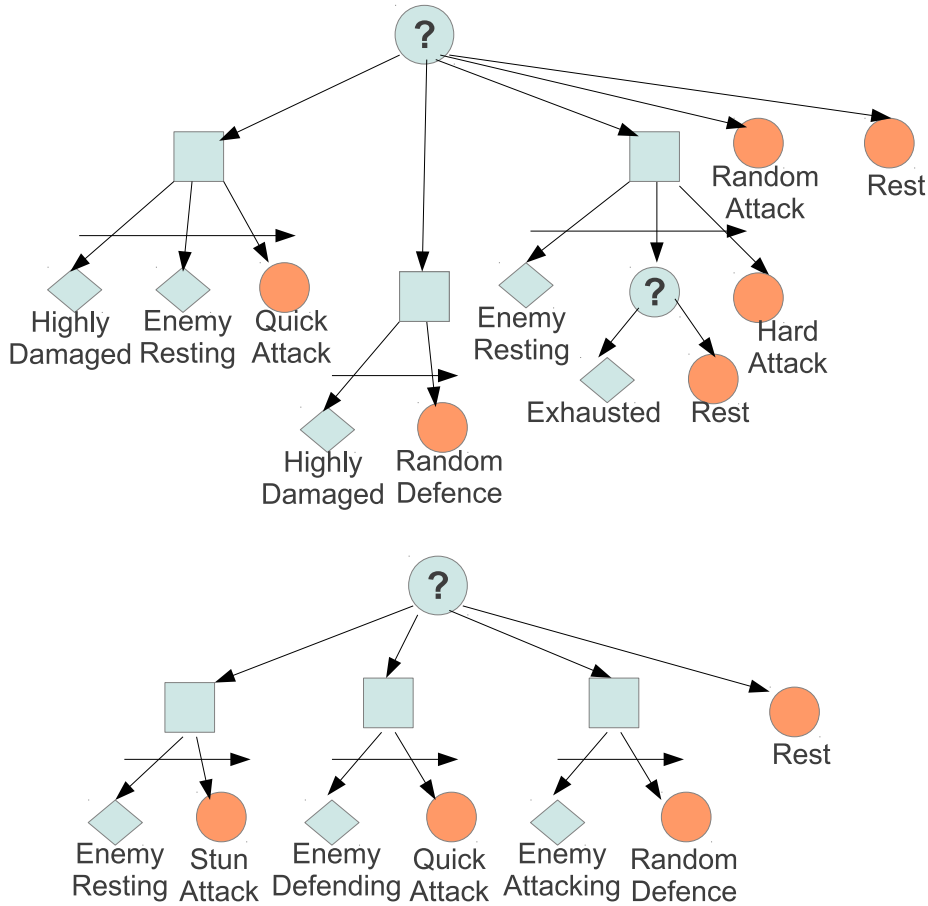 ?
Random
Attack
Rest
Highly
Damaged
Enemy
Resting
Quick
Attack
Enemy
Resting
?
Hard
Attack
Exhausted
Rest
Highly
Damaged
Random
Defence
?
Rest
Enemy
Resting
Stun
Attack
Enemy
Defending
Quick
Attack
Enemy
Attacking
Random
Defence